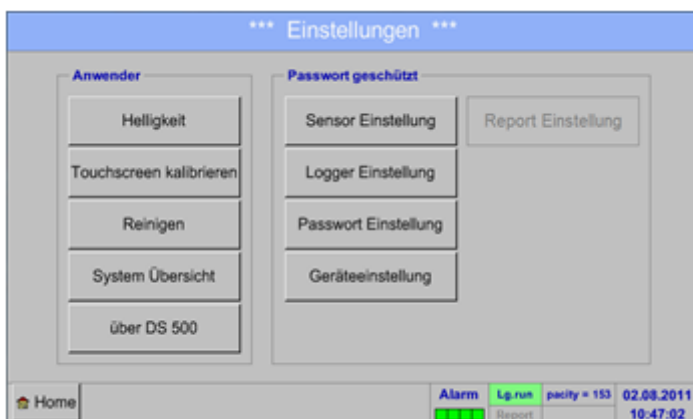 *** Einstellungen ***
Anwender
Helligkeit
Touchscreen kalibrieren
Reinigen
System Übersicht
über DS 500
Passwort geschützt
Sensor Einstellung
Report Einstellung
Logger Einstellung
Passwort Einstellung
Geräteeinstellung
Home
Alarm
Lg.run
pacity = 153
02.08.2011
Report
10:47:02